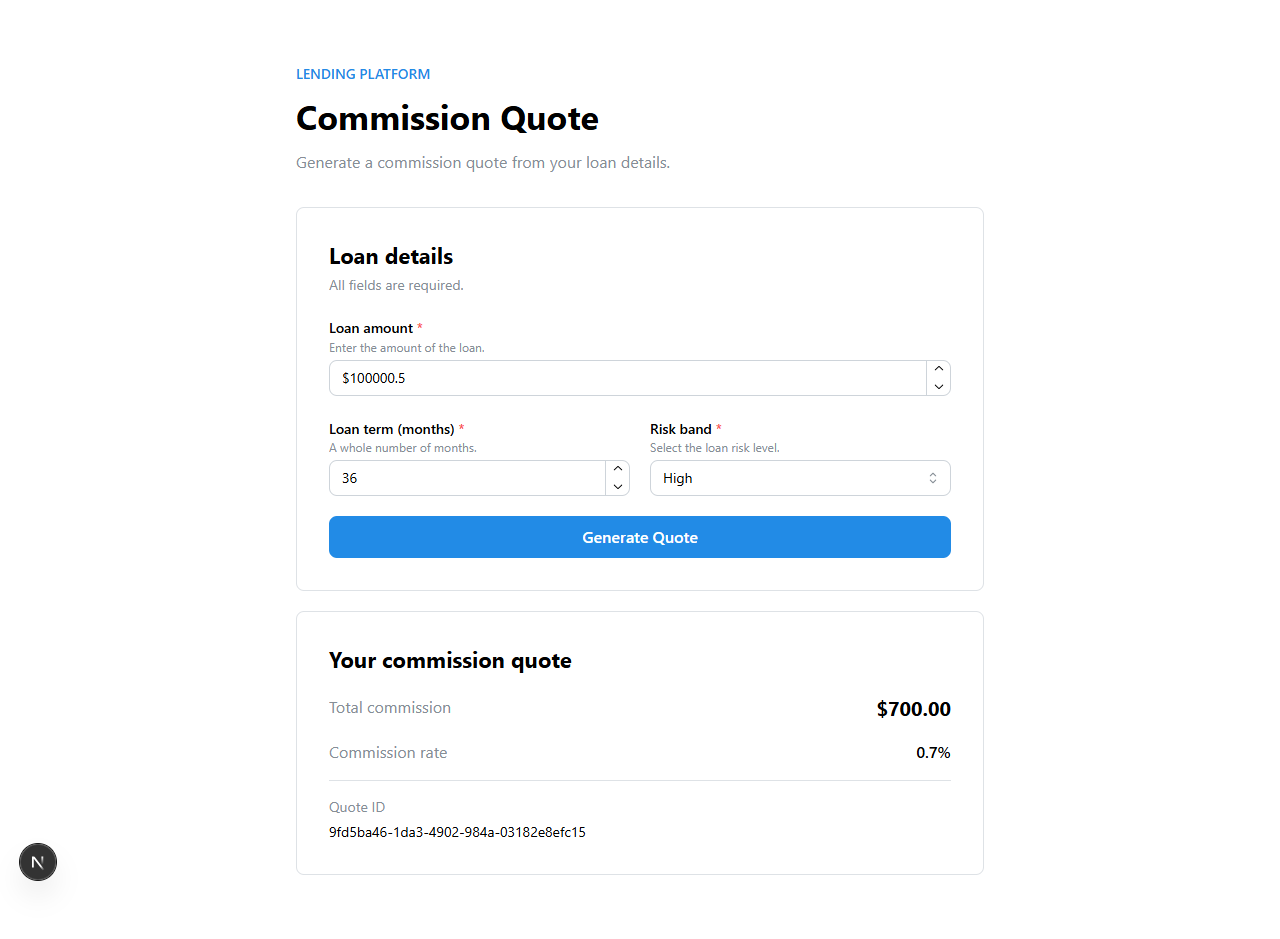 LENDING PLATFORM
Commission Quote
Generate a commission quote from your loan details.
Loan details
All fields are required.
Loan amount *
Enter the amount of the loan.
$100000.5
Loan term (months) *
A whole number of months.
36
Risk band *
Select the loan risk level.
High
Generate Quote
Your commission quote
Total commission $700.00
Commission rate 0.7%
Quote ID
9fd5ba46-1da3-4902-984a-03182e8efc15
N